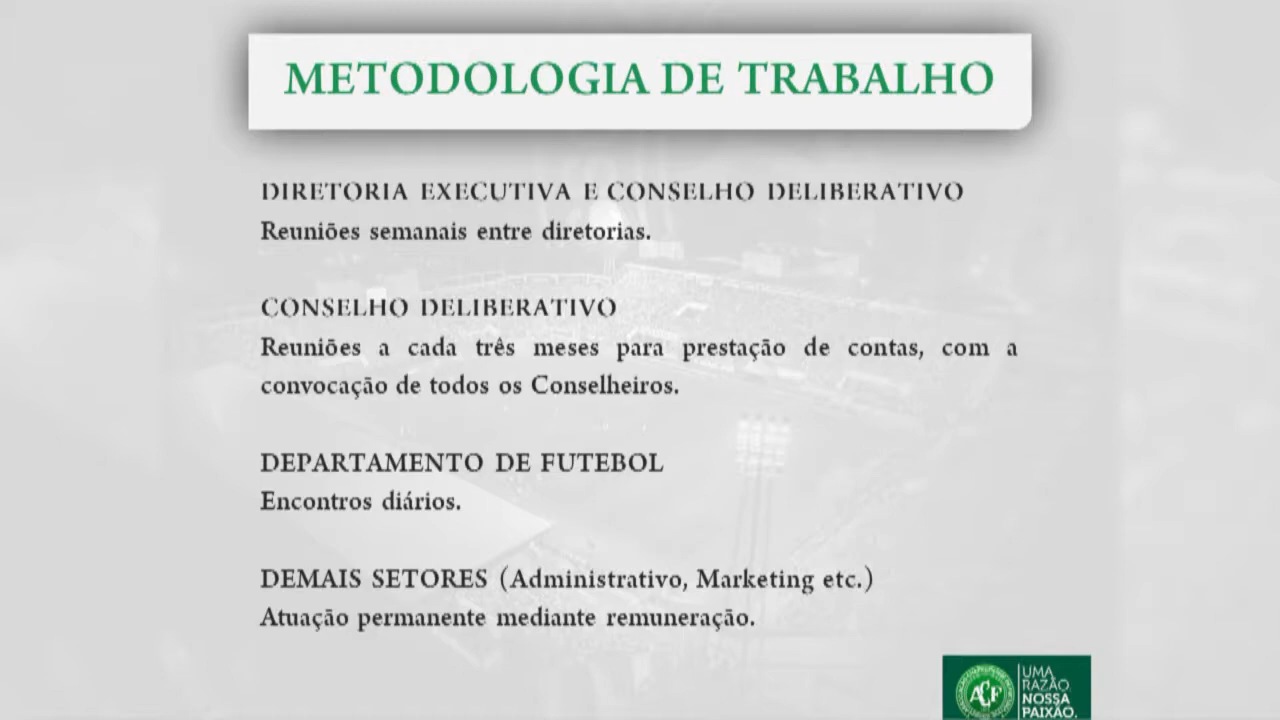 METODOLOGIA DE TRABALHO
DIRETORIA EXECUTIVA E CONSELHO DELIBERATIVO
Reuniões semanais entre diretorias.
CONSELHO DELIBERATIVO
Reuniões a cada três meses para prestação de contas, com a
convocação de todos os Conselheiros.
DEPARTAMENTO DE FUTEBOL
Encontros diários.
DEMAIS SETORES (Administrativo, Marketing etc.)
Atuação permanente mediante remuneração.
ACF
UMA
RAZÃO.
NOSSA
PAIXÃO.